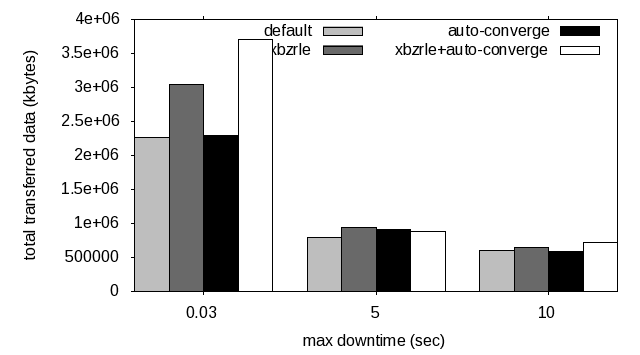 4e+06
3.5e+06
3e+06
2.5e+06
2e+06
1.5e+06
1e+06
500000
0
total transferred data (kbytes)
default
auto-converge
xbzrle
xbzrle+auto-converge
0.03
5
10
max downtime (sec)